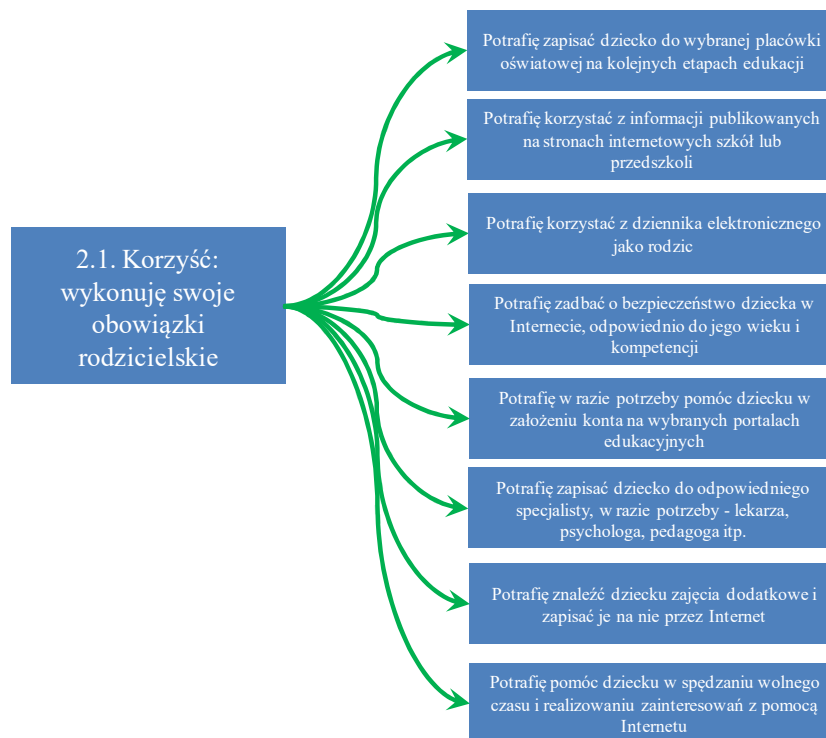 2.1. Korzyść:
wykonuję swoje
obowiązki
rodzicielskie
Potrafię zapisać dziecko do wybranej placówki
oświatowej na kolejnych etapach edukacji
Potrafię korzystać z informacji publikowanych
na stronach internetowych szkół lub
przedszkoli
Potrafię korzystać z dziennika elektronicznego
jako rodzic
Potrafię zadbać o bezpieczeństwo dziecka w
Internecie, odpowiednio do jego wieku i
kompetencji
Potrafię w razie potrzeby pomóc dziecku w
założeniu konta na wybranych portalach
edukacyjnych
Potrafię zapisać dziecko do odpowiedniego
specjalisty, w razie potrzeby - lekarza,
psychologa, pedagoga itp.
Potrafię znaleźć dziecku zajęcia dodatkowe i
zapisać je na nie przez Internet
Potrafię pomóc dziecku w spędzaniu wolnego
czasu i realizowaniu zainteresowań z pomocą
Internetu